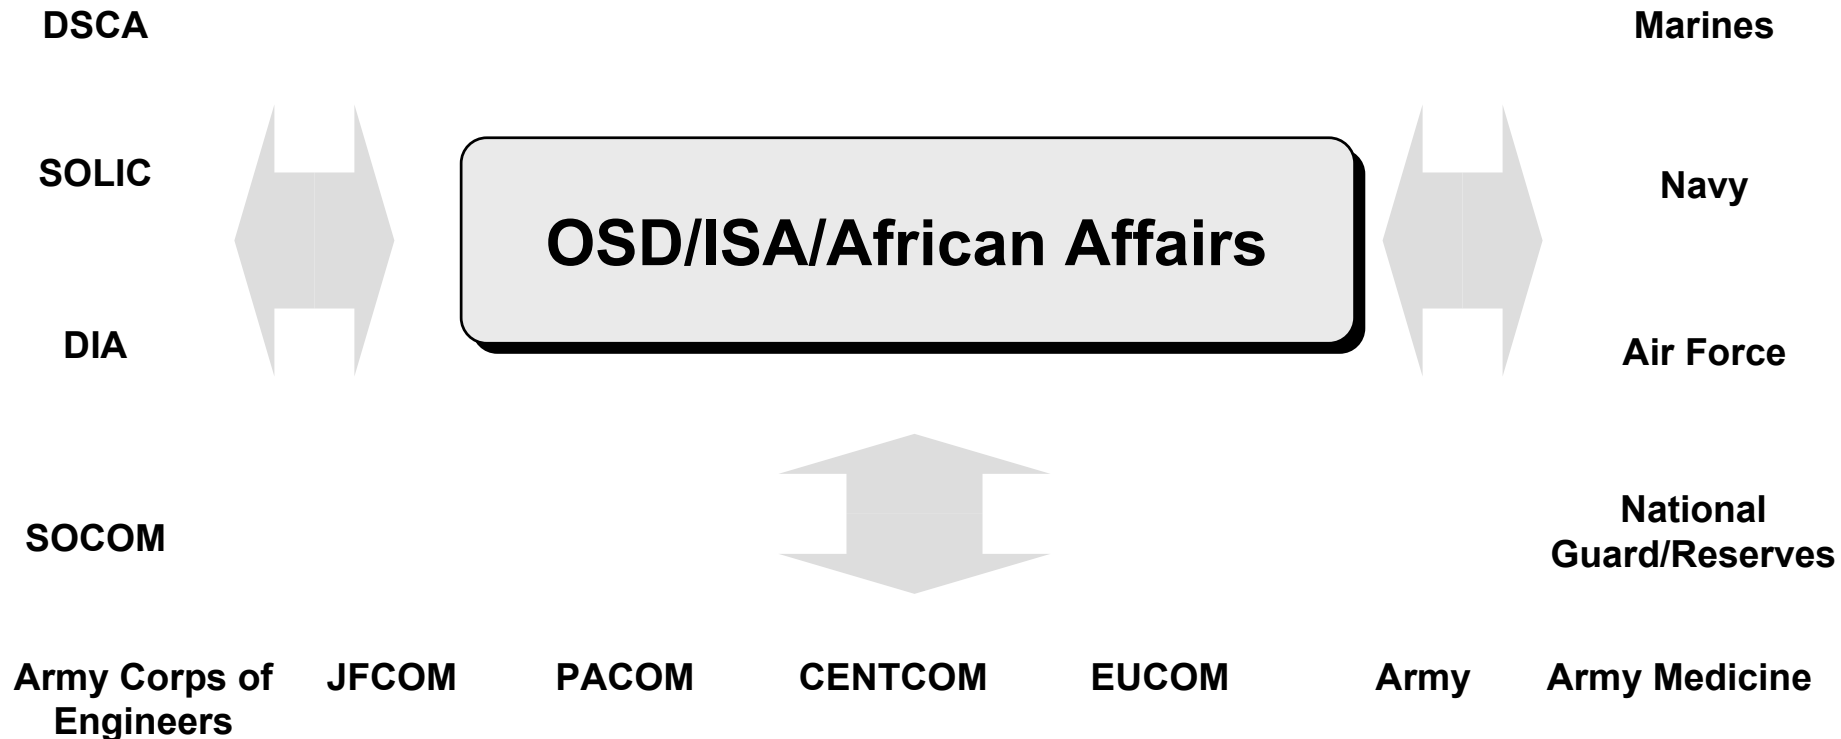 DSCA
Marines
SOLIC
Navy
OSD/ISA/African Affairs
DIA
Air Force
SOCOM
National
Guard/Reserves
Army Corps of
Engineers
JFCOM
PACOM
CENTCOM
EUCOM
Army
Army Medicine